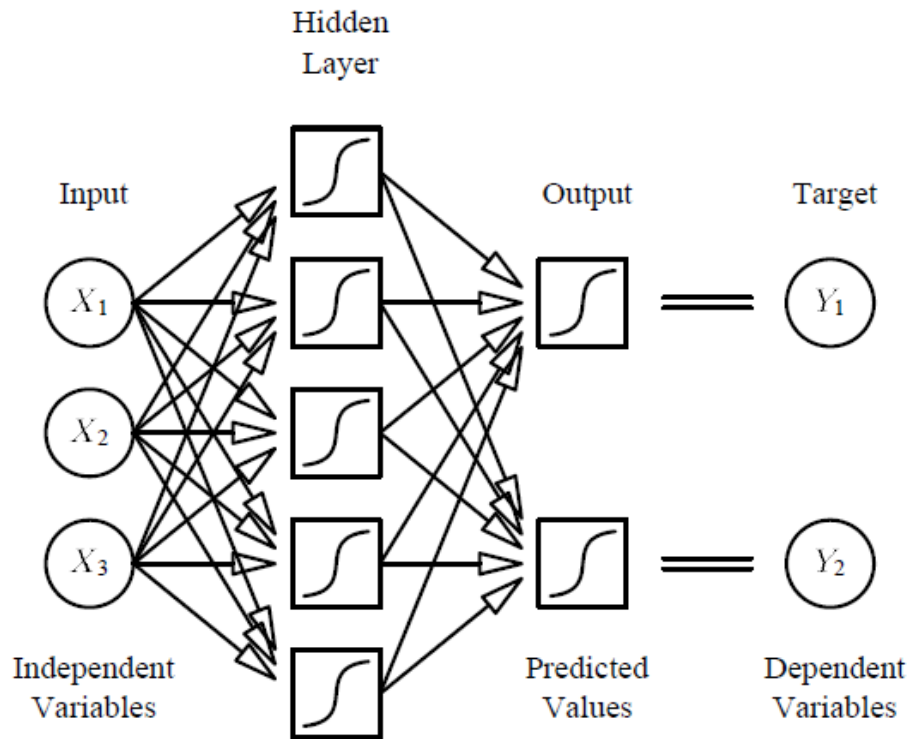 Hidden
Layer
Input
Output
Target
X1
Y1
X2
X3
Y2
Independent
Variables
Predicted
Values
Dependent
Variables